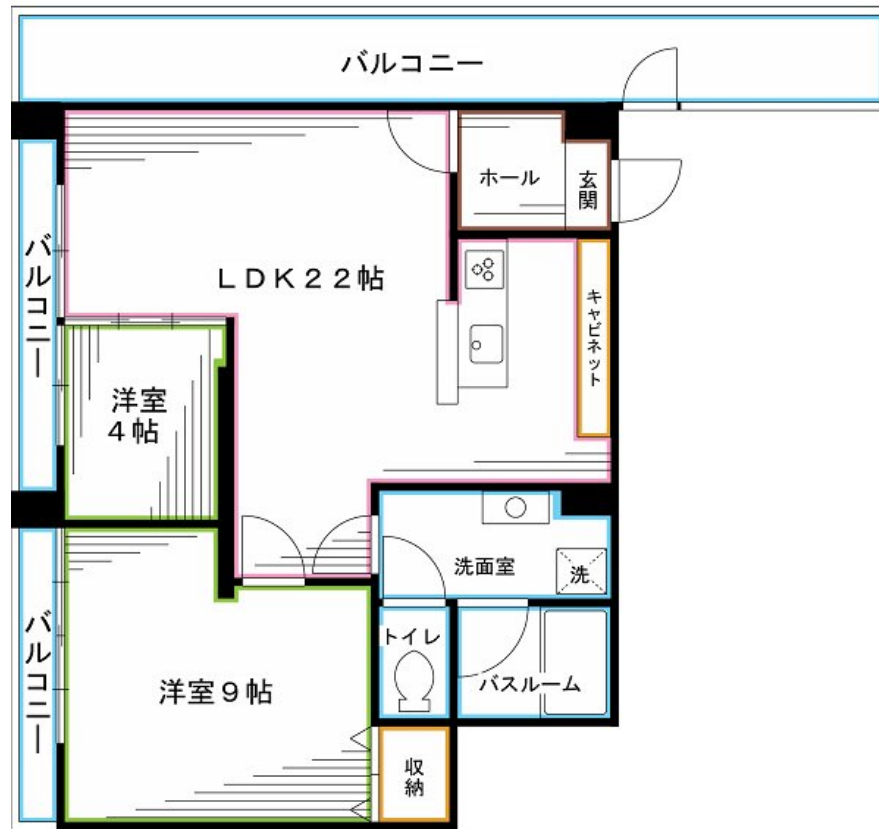 バルコニー
ホール
玄関
バルコニー
LDK22帖
キャビネット
洋室
4帖
洗面室
洗
バルコニー
トイレ
洋室9帖
バスルーム
収納